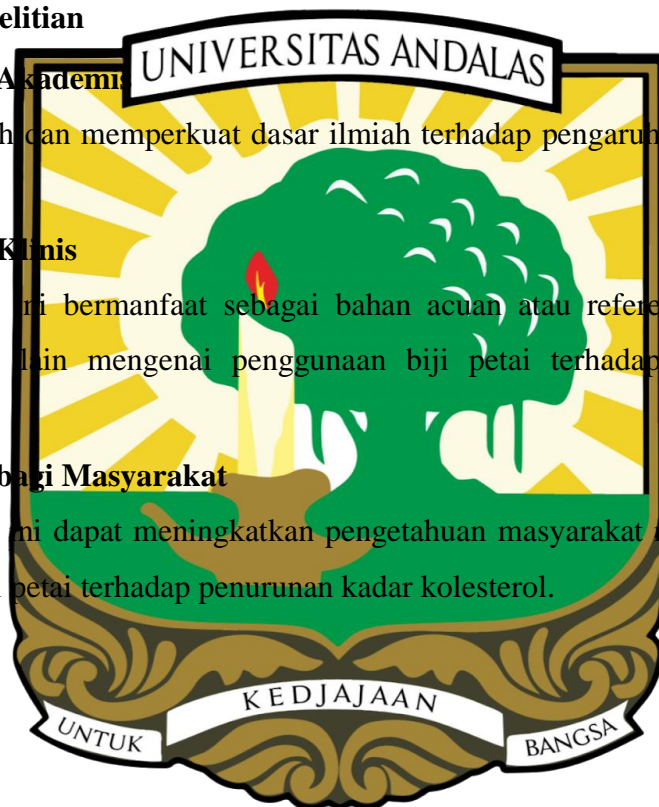 elitian
UNIVERSITAS ANDALAS
Akademis
h dan memperkuat dasar ilmiah terhadap pengaruh
Klinis
ini bermanfaat sebagai bahan acuan atau refere
lain mengenai penggunaan biji petai terhadap
bagi Masyarakat
ini dapat meningkatkan pengetahuan masyarakat
petai terhadap penurunan kadar kolesterol.
KEDJAJAAN
UNTUK
BANGSA